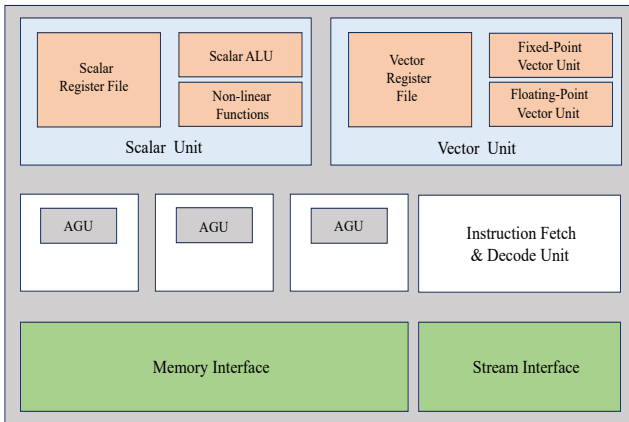 Scalar
Register File
Scalar ALU
Non-linear
Functions
Scalar Unit
Vector
Register
File
Fixed-Point
Vector Unit
Floating-Point
Vector Unit
Vector Unit
AGU
AGU
AGU
Instruction Fetch
& Decode Unit
Memory Interface
Stream Interface